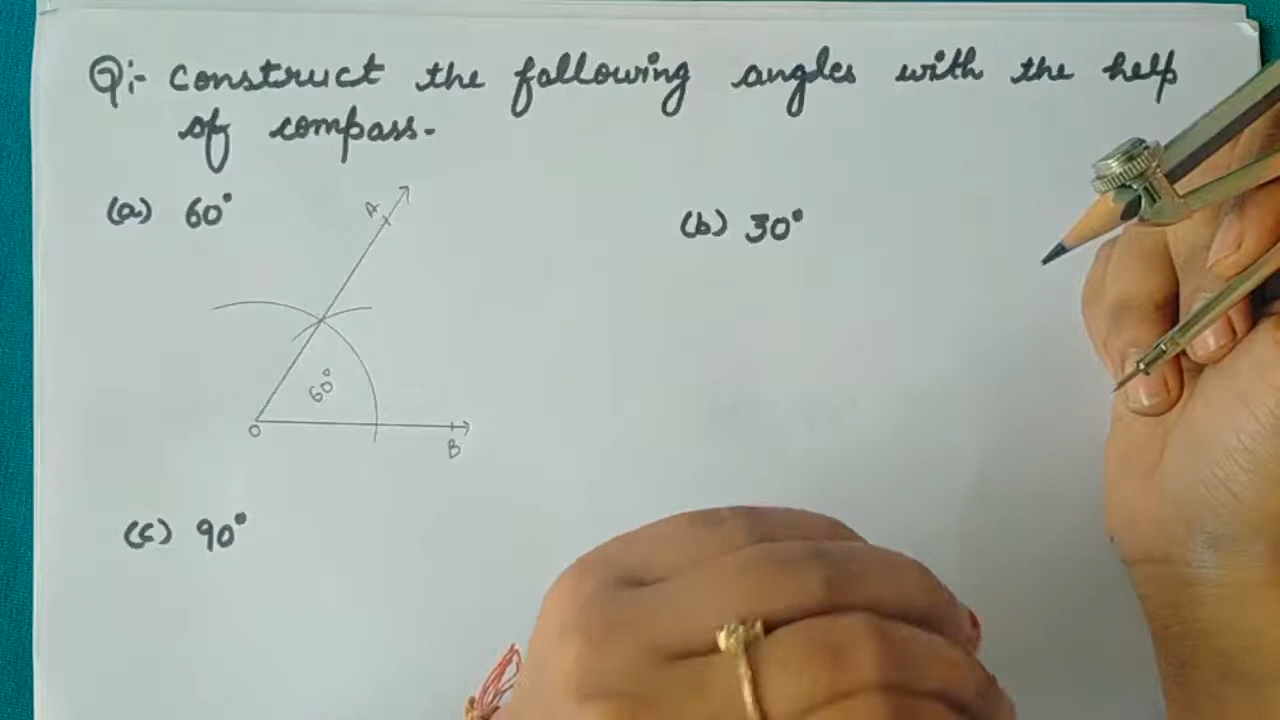 Q:- Construct the following angles with the help
of compass.
(a) 60°
(b) 30°
A
60°
O
B
(c) 90°